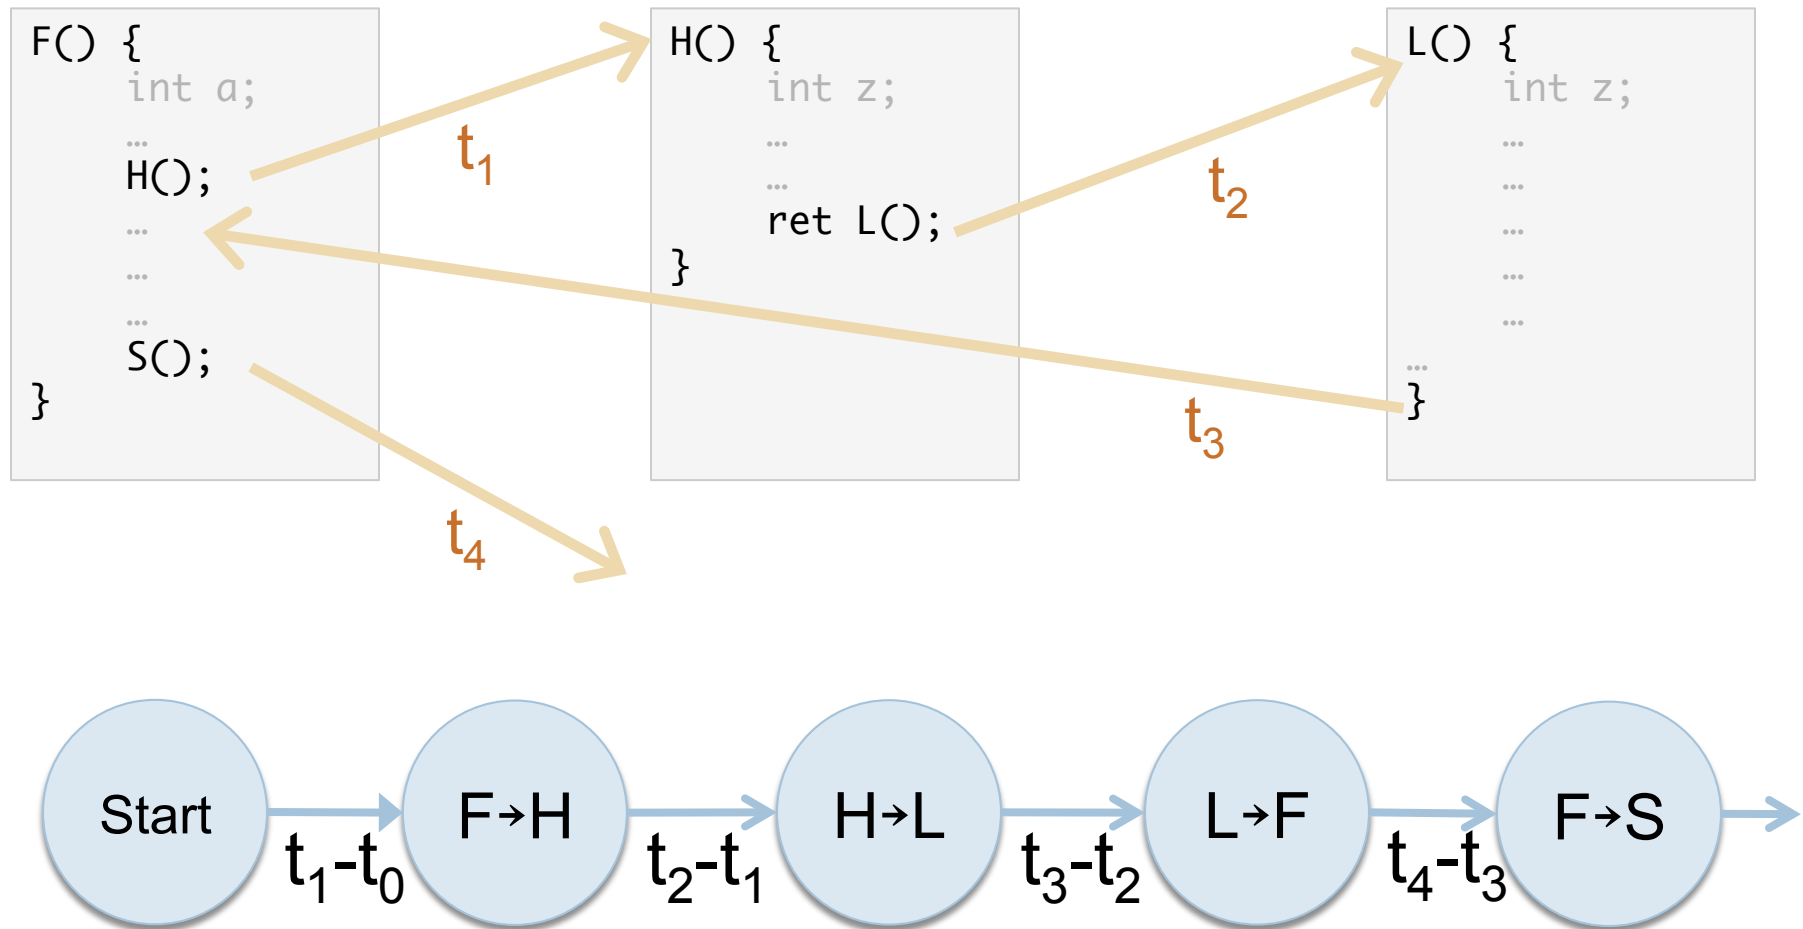 F() {
int a;
…
H();
…
…
…
S();
}
t₁
H() {
int z;
…
…
ret L();
}
t₂
L() {
int z;
…
…
…
…
…
…
}
t₃
t₄
Start
t₁-t₀
F→H
t₂-t₁
H→L
t₃-t₂
L→F
t₄-t₃
F→S